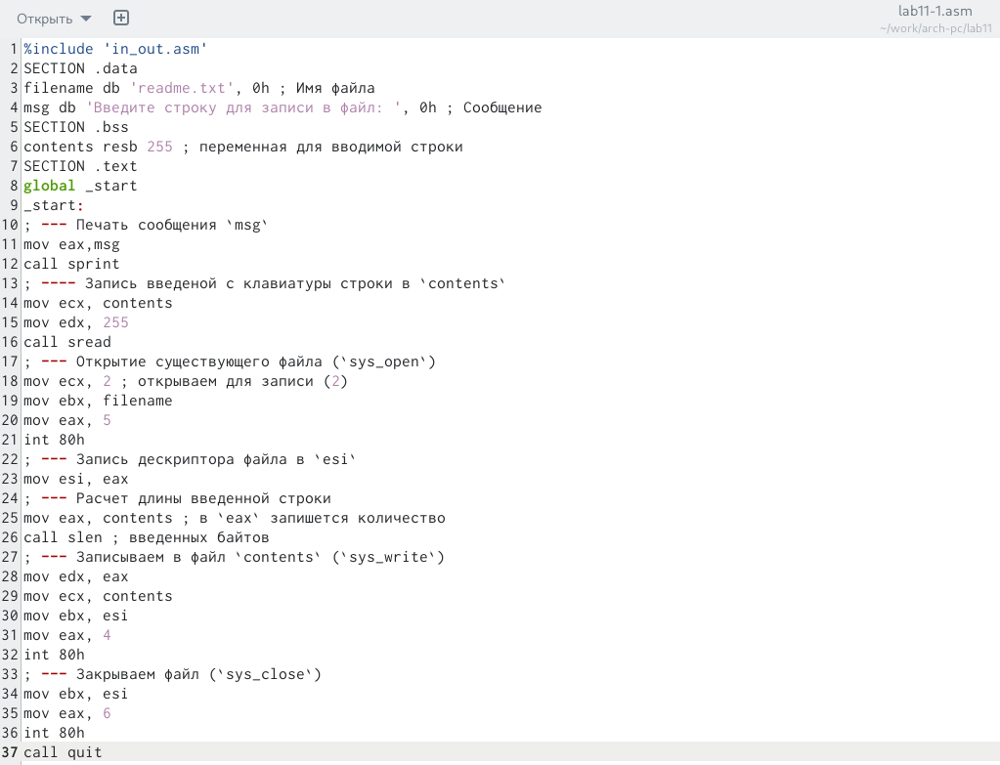 Открыть
lab11-1.asm
~/work/arch-pc/lab11
1 %include 'in_out.asm'
2 SECTION .data
3 filename db 'readme.txt', 0h ; Имя файла
4 msg db 'Введите строку для записи в файл: ', 0h ; Сообщение
5 SECTION .bss
6 contents resb 255 ; переменная для вводимой строки
7 SECTION .text
8 global _start
9 _start:
10 ; --- Печать сообщения `msg`
11 mov eax,msg
12 call sprint
13 ; ---- Запись введеной с клавиатуры строки в `contents`
14 mov ecx, contents
15 mov edx, 255
16 call sread
17 ; --- Открытие существующего файла (`sys_open`)
18 mov ecx, 2 ; открываем для записи (2)
19 mov ebx, filename
20 mov eax, 5
21 int 80h
22 ; --- Запись дескриптора файла в `esi`
23 mov esi, eax
24 ; --- Расчет длины введенной строки
25 mov eax, contents ; в `eax` запишется количество
26 call slen ; введенных байтов
27 ; --- Записываем в файл `contents` (`sys_write`)
28 mov edx, eax
29 mov ecx, contents
30 mov ebx, esi
31 mov eax, 4
32 int 80h
33 ; --- Закрываем файл (`sys_close`)
34 mov ebx, esi
35 mov eax, 6
36 int 80h
37 call quit